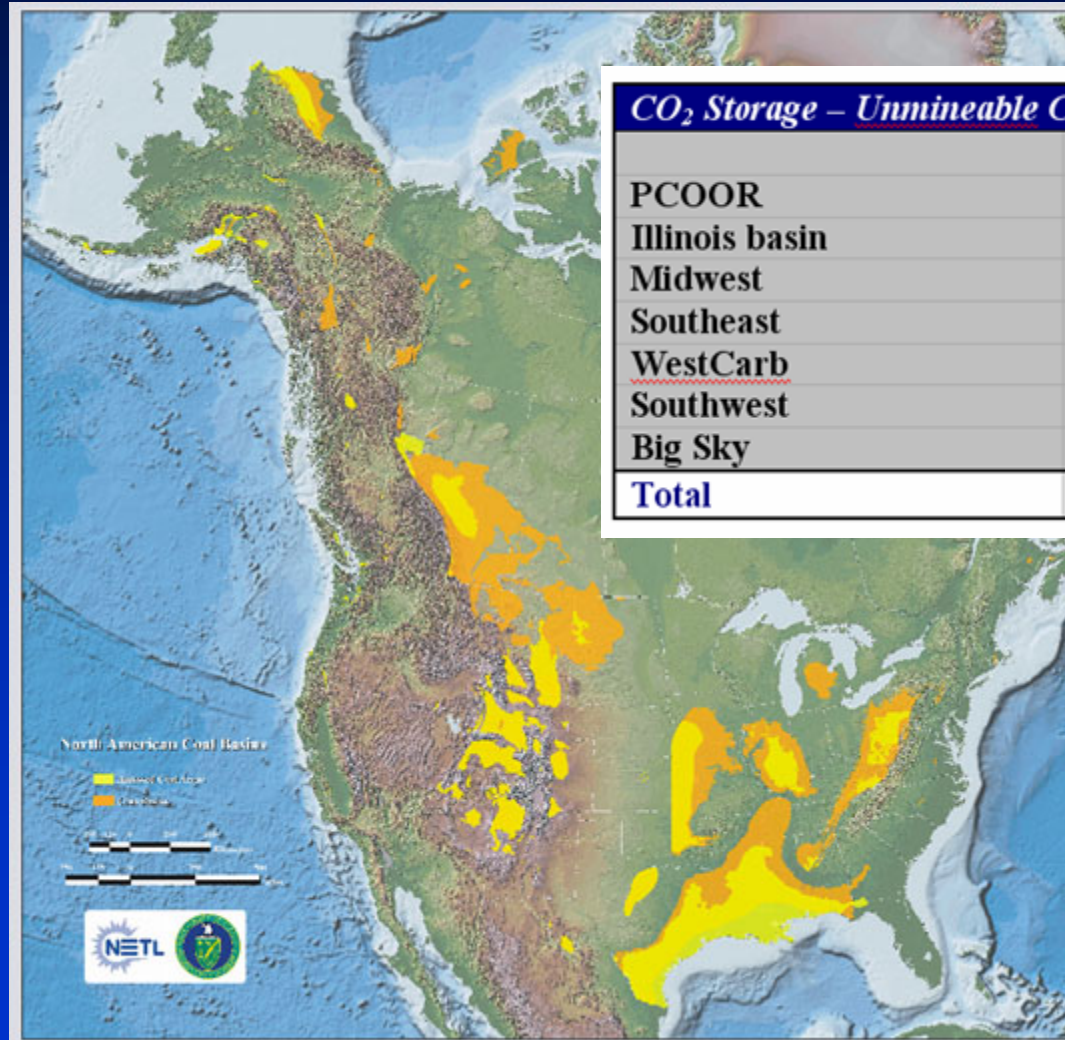 CO₂ Storage – Unmineable C
PCOOR
Illinois basin
Midwest
Southeast
WestCarb
Southwest
Big Sky
Total
North American Coal Basins
NETL